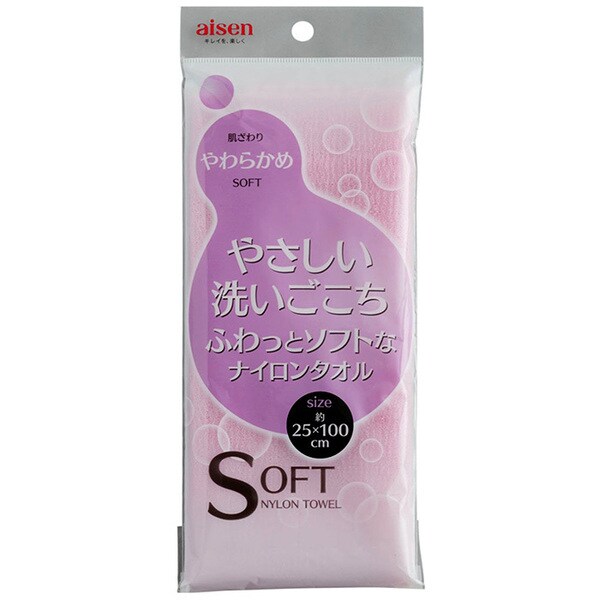 aisen
キレイを、楽しく
肌ざわり
やわらかめ
SOFT
やさしい
洗いごこち
ふわっとソフトな
ナイロンタオル
size
約
25×100
cm
SOFT
NYLON TOWEL